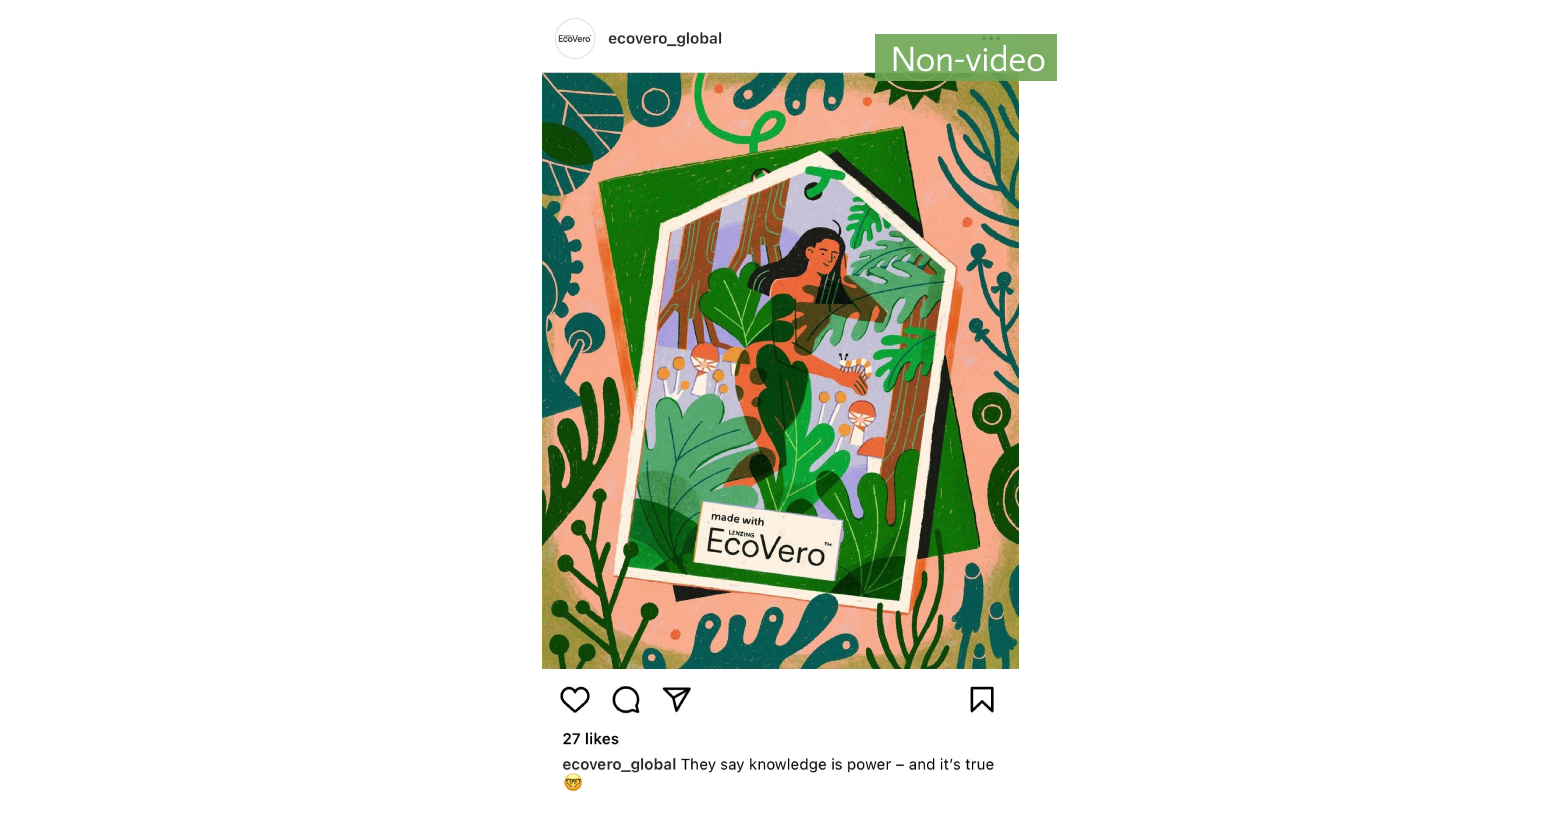 EcoVero
ecovero_global
Non-video
made with
LENZING
EcoVero™
27 likes
ecovero_global They say knowledge is power – and it's true
🤓